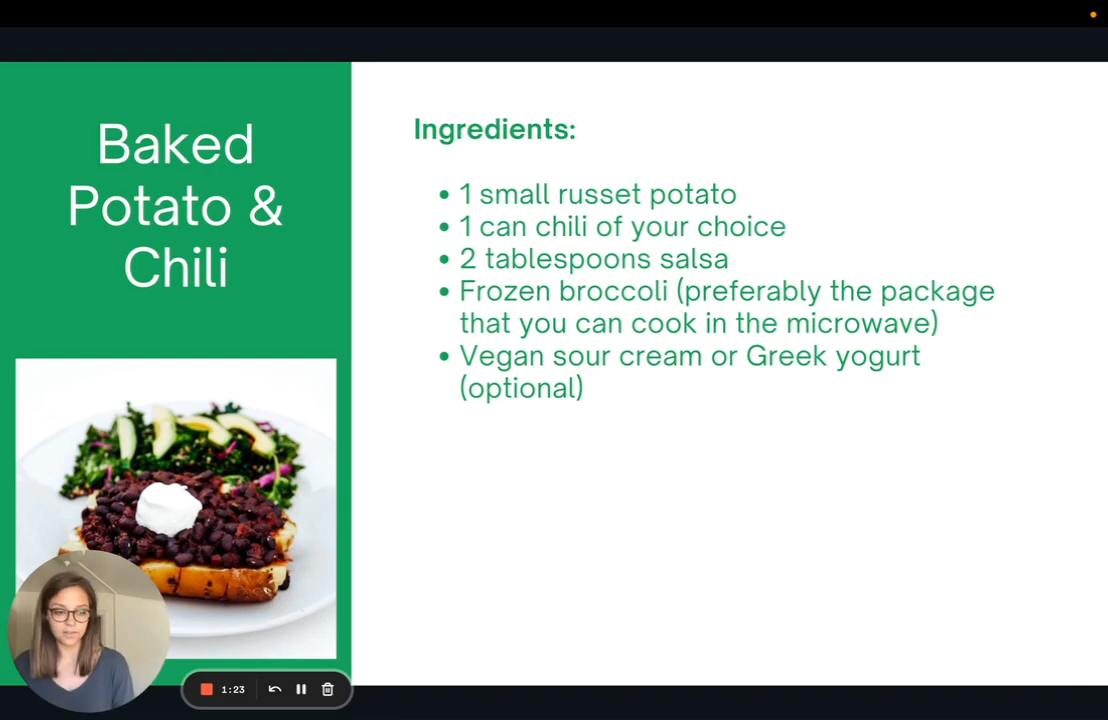 Baked
Potato &
Chili
Ingredients:
• 1 small russet potato
• 1 can chili of your choice
• 2 tablespoons salsa
• Frozen broccoli (preferably the package
that you can cook in the microwave)
• Vegan sour cream or Greek yogurt
(optional)
1:23